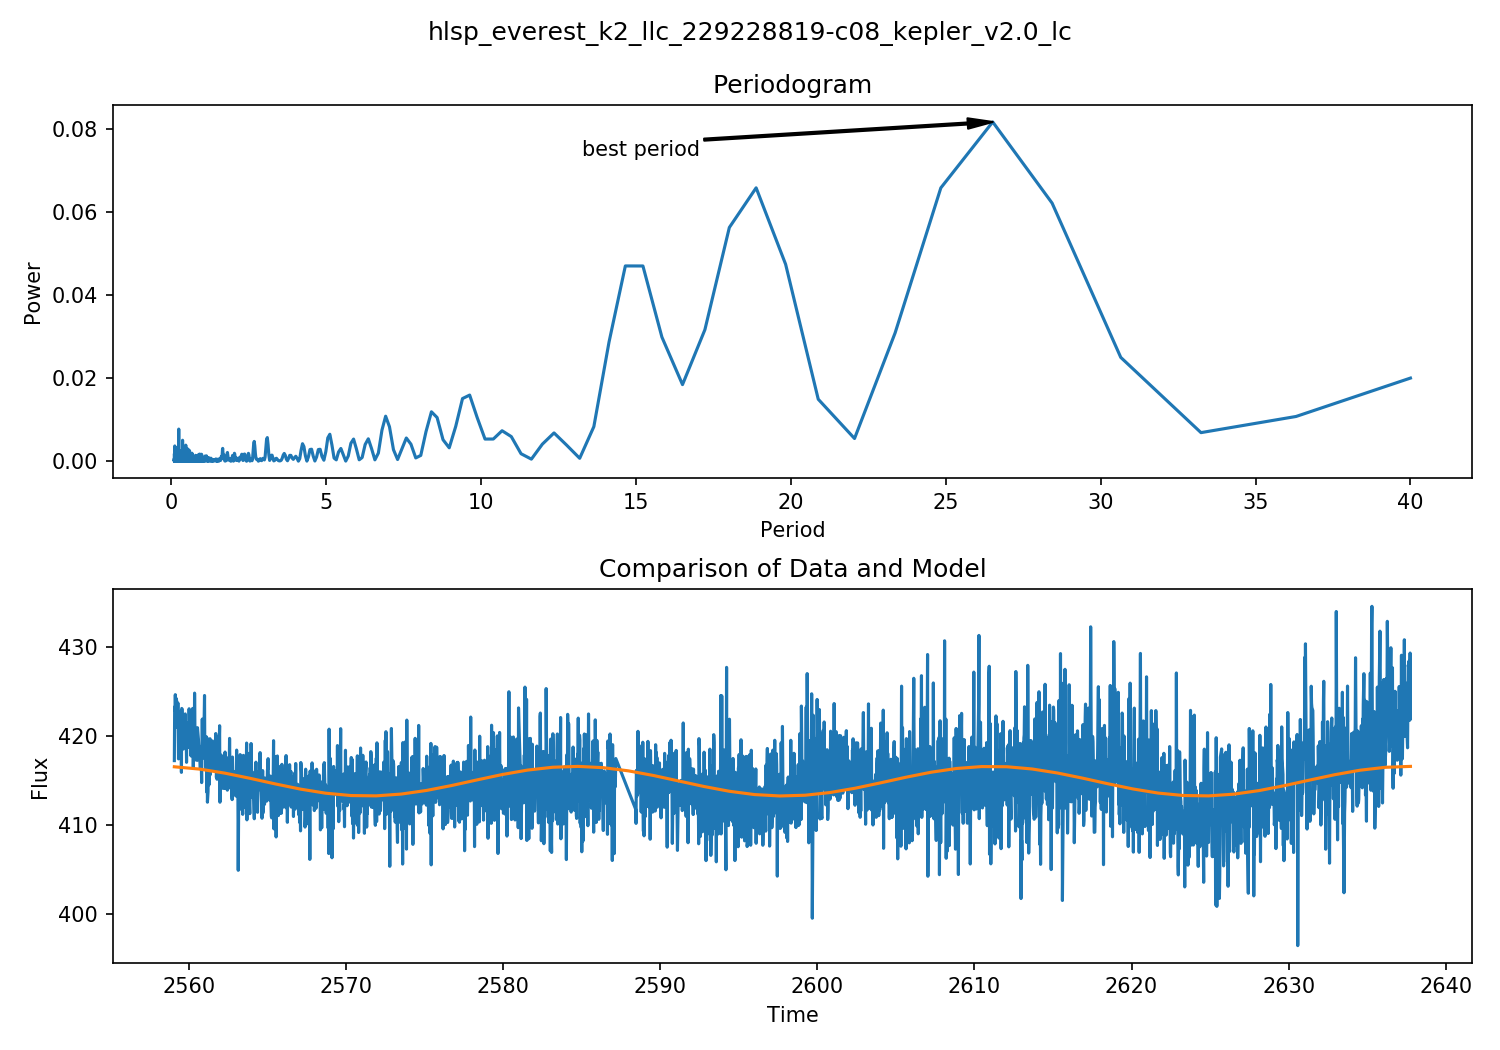 hlsp_everest_k2_llc_229228819-c08_kepler_v2.0_lc
Periodogram
0.08
0.06
0.04
0.02
0.00
Power
best period
0 5 10 15 20 25 30 35 40
Period
Comparison of Data and Model
430
420
410
400
Flux
2560 2570 2580 2590 2600 2610 2620 2630 2640
Time